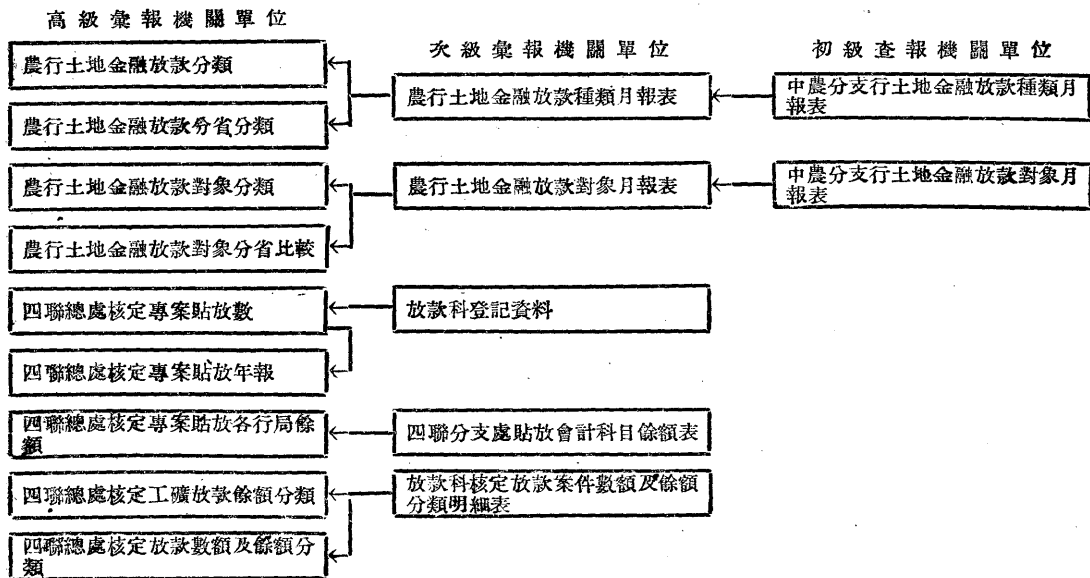 高級彙報機關單位
次級彙報機關單位
初級查報機關單位
農行土地金融放款分類
農行土地金融放款種類月報表
中農分支行土地金融放款種類月
報表
農行土地金融放款分省分類
農行土地金融放款對象分類
農行土地金融放款對象月報表
中農分支行土地金融放款對象月
報表
農行土地金融放款對象分省比較
四聯總處核定專案貼放數
放款科登記資料
四聯總處核定專案貼放年報
四聯總處核定專案貼放各行局餘
額
四聯分支處貼放會計科目餘額表
四聯總處核定工礦放款餘額分類
放款科核定放款案件數額及餘額
分類明細表
四聯總處核定放款數額及餘額分
類